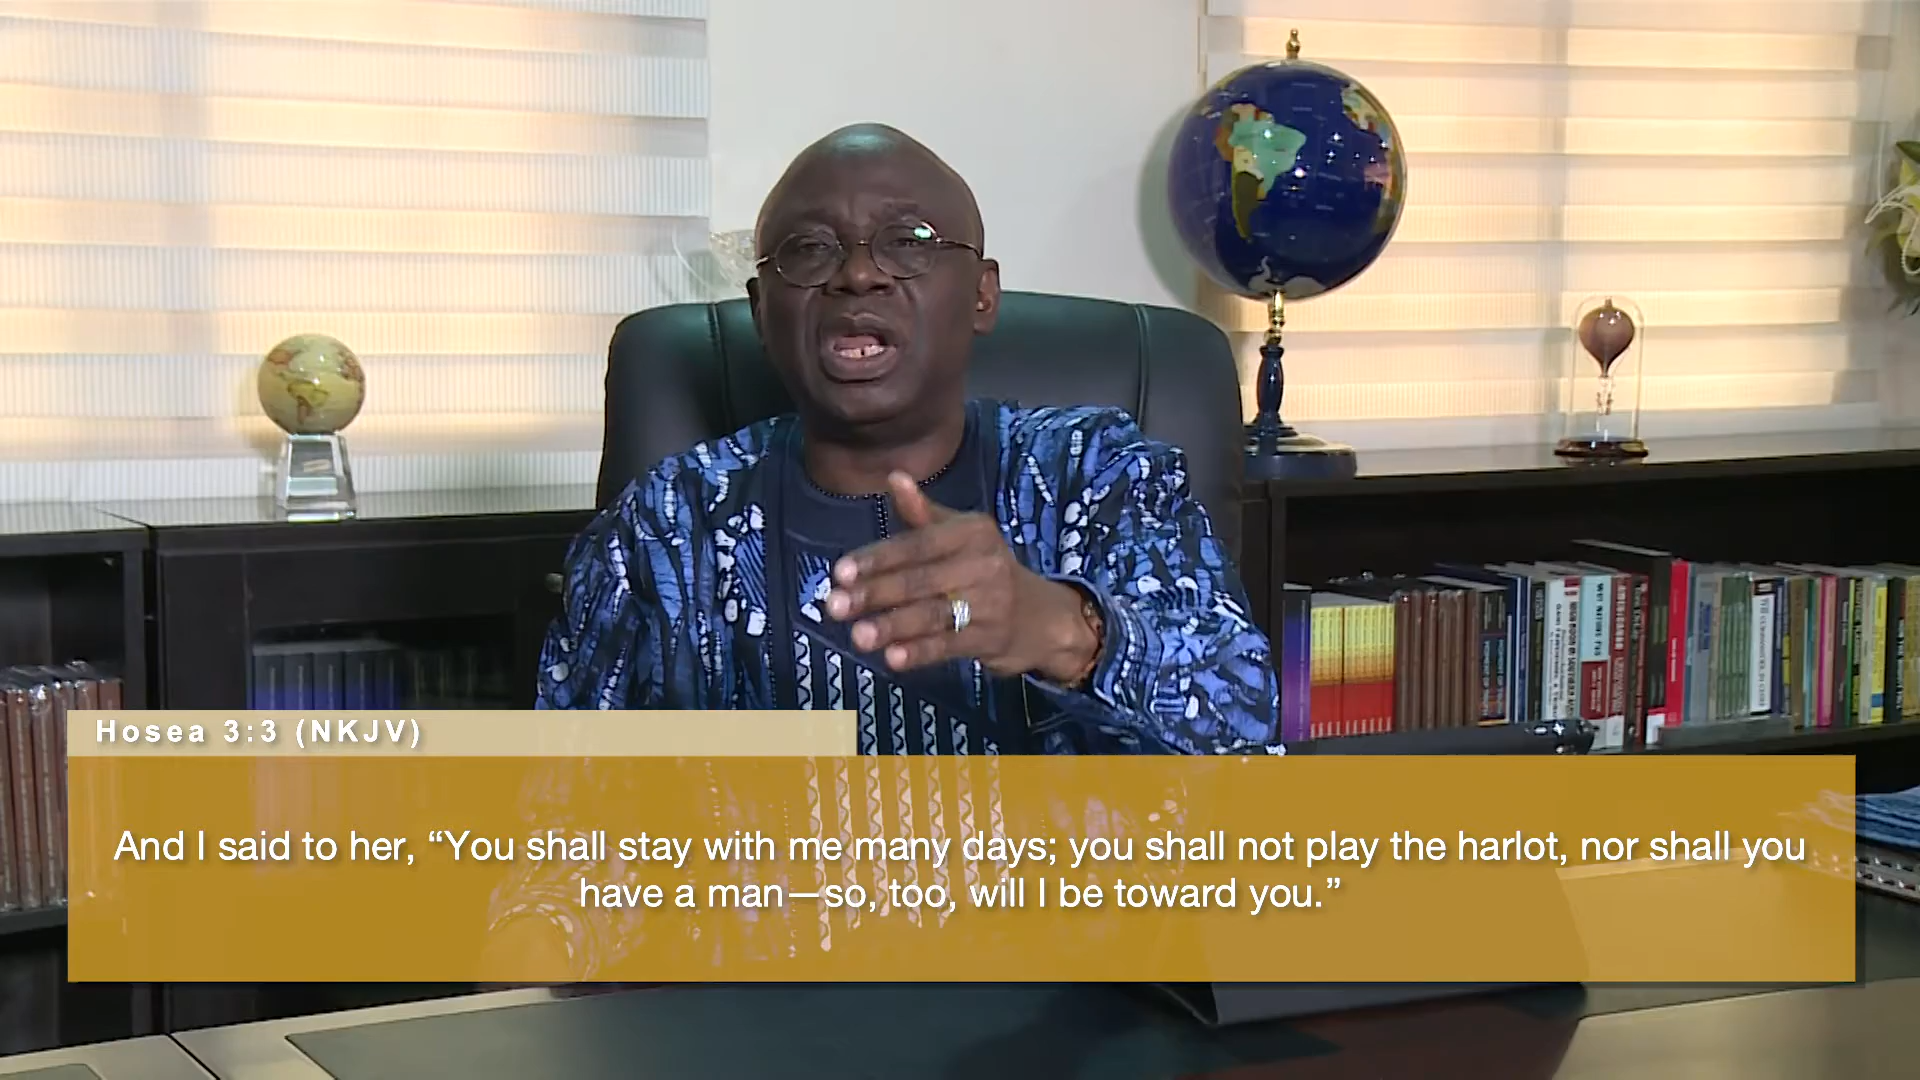 Hosea 3:3 (NKJV)
And I said to her, “You shall stay with me many days; you shall not play the harlot, nor shall you
have a man—so, too, will I be toward you.”